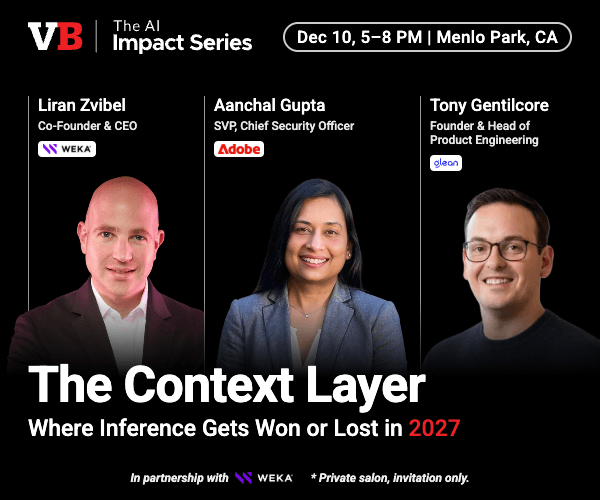 VB
The AI
Impact Series
Dec 10, 5–8 PM | Menlo Park, CA
Liran Zvibel
Co-Founder & CEO
WEKA
Aanchal Gupta
SVP, Chief Security Officer
Adobe
Tony Gentilcore
Founder & Head of
Product Engineering
glean
The Context Layer
Where Inference Gets Won or Lost in 2027
In partnership with WEKA * Private salon, invitation only.